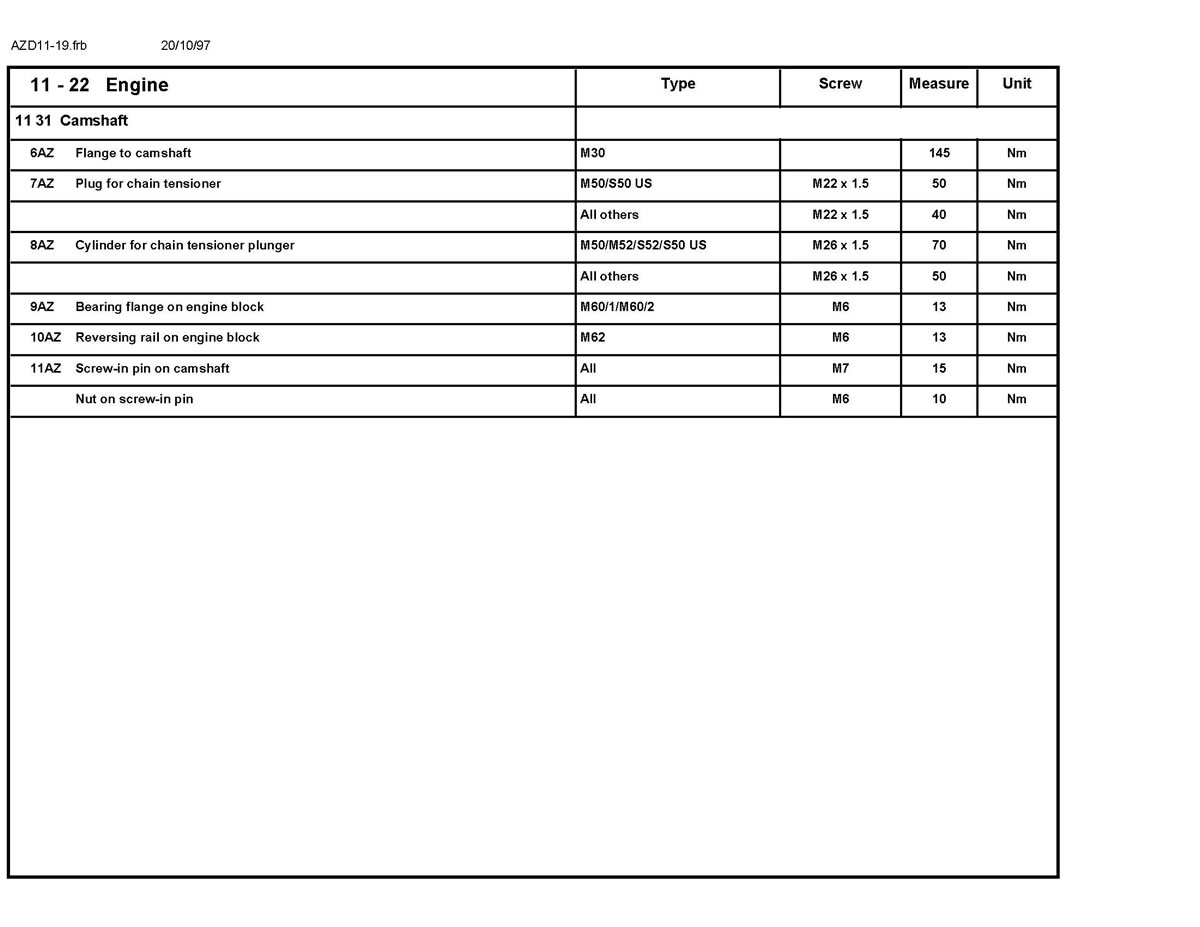 AZD11-19.frb 20/10/97
11 - 22 Engine Type Screw Measure Unit
11 31 Camshaft
6AZ Flange to camshaft M30 145 Nm
7AZ Plug for chain tensioner M50/S50 US M22 x 1.5 50 Nm
All others M22 x 1.5 40 Nm
8AZ Cylinder for chain tensioner plunger M50/M52/S52/S50 US M26 x 1.5 70 Nm
All others M26 x 1.5 50 Nm
9AZ Bearing flange on engine block M60/1/M60/2 M6 13 Nm
10AZ Reversing rail on engine block M62 M6 13 Nm
11AZ Screw-in pin on camshaft All M7 15 Nm
Nut on screw-in pin All M6 10 Nm